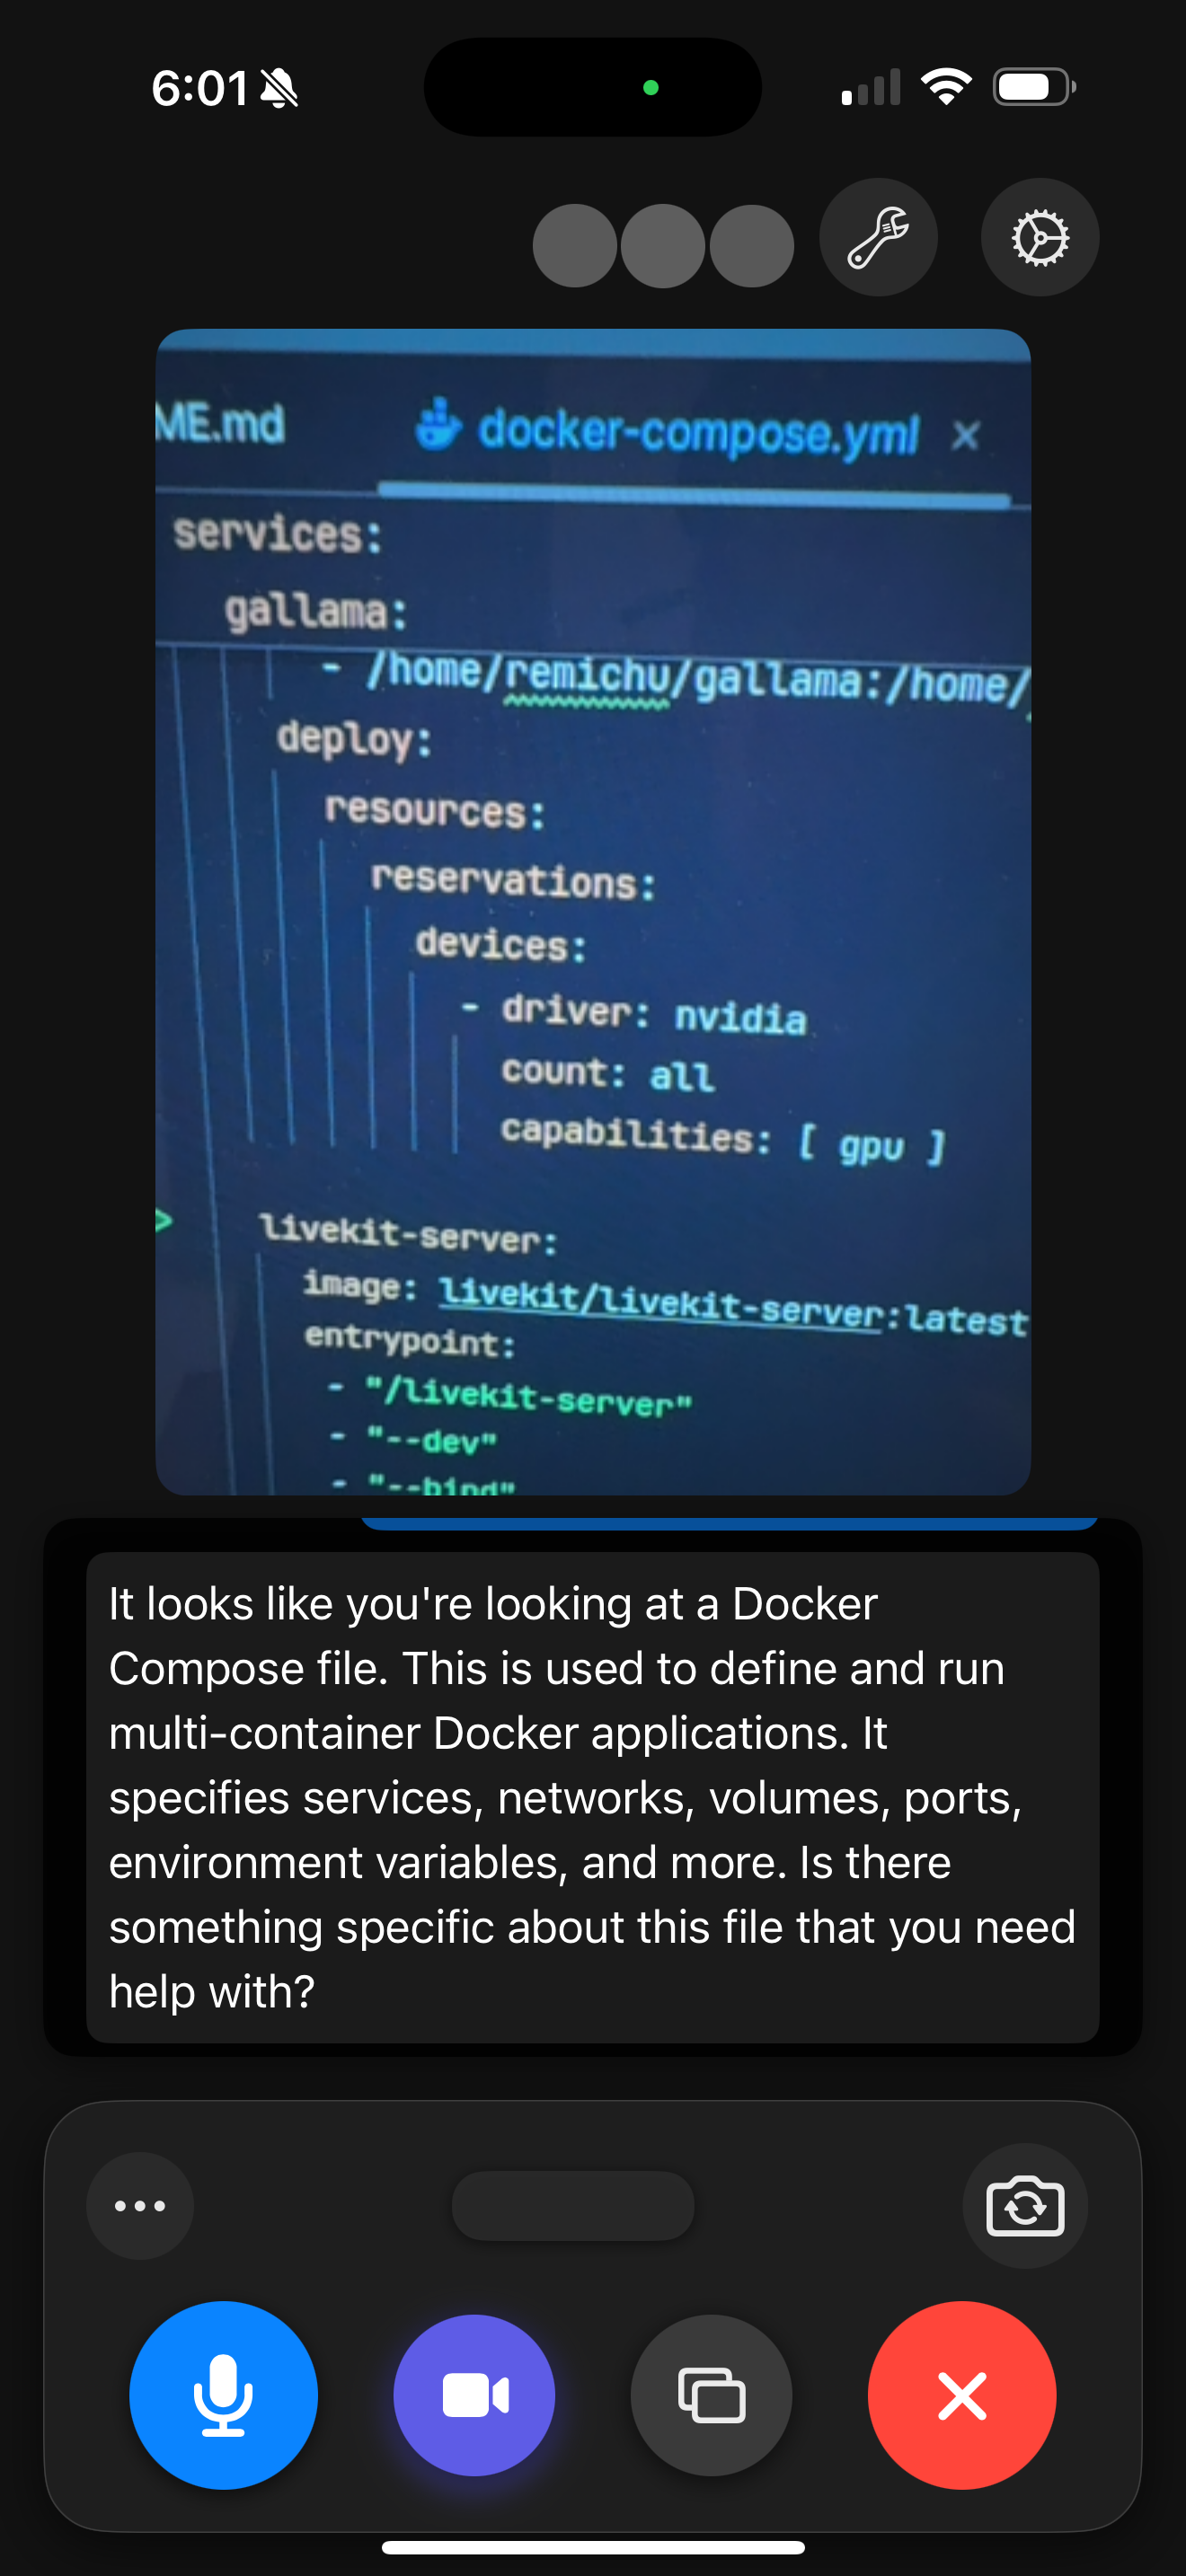 6:01
ME.md docker-compose.yml
services:
gallama:
- /home/remichu/gallama:/home/
deploy:
resources:
reservations:
devices:
- driver: nvidia
count: all
capabilities: [ gpu ]
livekit-server:
image: livekit/livekit-server:latest
entrypoint:
- "/livekit-server"
- "--dev"
- "--bind"
It looks like you're looking at a Docker
Compose file. This is used to define and run
multi-container Docker applications. It
specifies services, networks, volumes, ports,
environment variables, and more. Is there
something specific about this file that you need
help with?